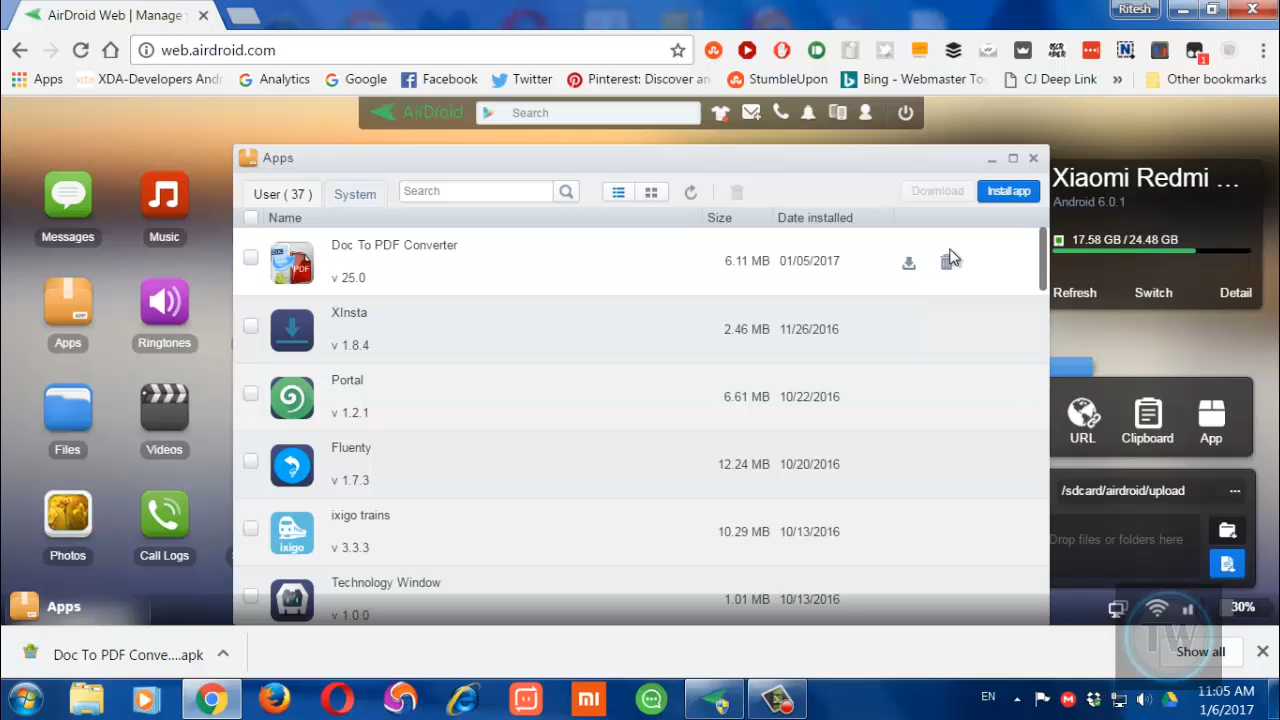 AirDroid Web | Manage
Ritesh
web.airdroid.com
Apps
XDA-Developers And
Analytics
Google
Facebook
Twitter
Pinterest: Discover an
StumbleUpon
Bing - Webmaster To
CJ Deep Link
»
Other bookmarks
AirDroid
Search
Apps
User ( 37 )
System
Search
Download
Install app
Name
Size
Date installed
Doc To PDF Converter
v 25.0
6.11 MB
01/05/2017
XInsta
v 1.8.4
2.46 MB
11/26/2016
Portal
v 1.2.1
6.61 MB
10/22/2016
Fluenty
v 1.7.3
12.24 MB
10/20/2016
ixigo trains
v 3.3.3
10.29 MB
10/13/2016
Technology Window
v 1.0.0
1.01 MB
10/13/2016
DOC
PDF
ixigo
Messages
Music
Apps
Ringtones
Files
Videos
Photos
Call Logs
Xiaomi Redmi ...
Android 6.0.1
17.58 GB / 24.48 GB
Refresh
Switch
Detail
URL
Clipboard
App
/sdcard/airdroid/upload
...
Drop files or folders here
Apps
30%
TW
Doc To PDF Conve....apk
Show all
EN
11:05 AM
1/6/2017